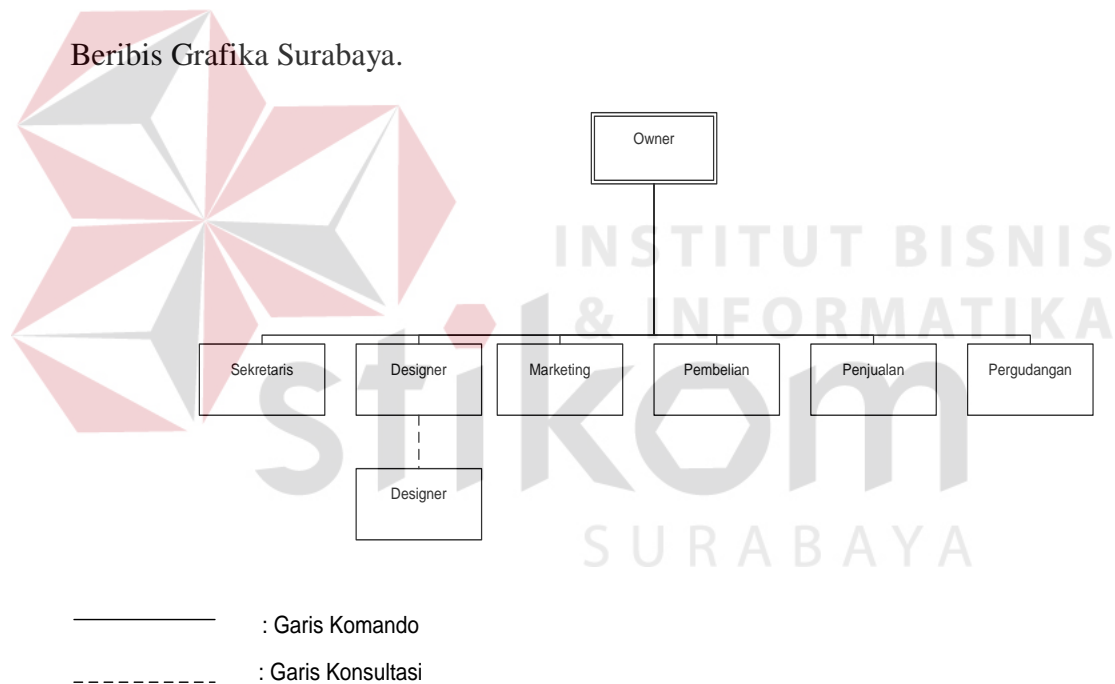 Beribis Grafika Surabaya.
Owner
INSTITUT BISNIS
& INFORMATIKA
Sekretaris Designer Marketing Pembelian Penjualan Pergudangan
stikom
Designer
SURABAYA
: Garis Komando
: Garis Konsultasi